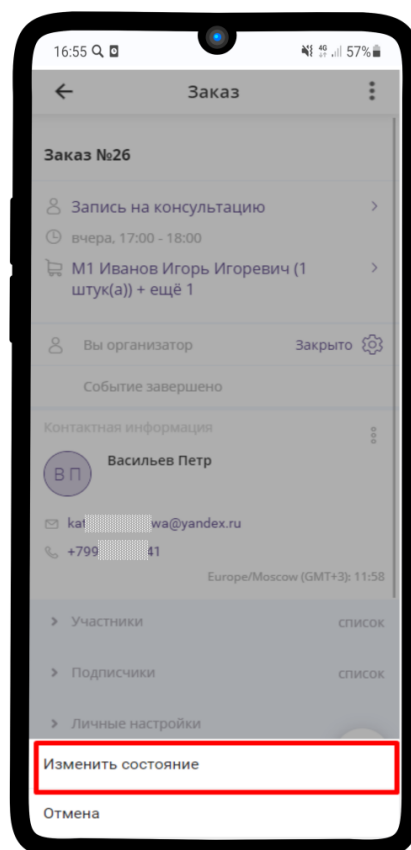 16:55 4G 57%
Заказ
Заказ №26
Запись на консультацию
вчера, 17:00 - 18:00
М1 Иванов Игорь Игоревич (1
штук(а)) + ещё 1
Вы организатор Закрыто
Событие завершено
Контактная информация
ВП Васильев Петр
kat wa@yandex.ru
+799 41
Europe/Moscow (GMT+3): 11:58
Участники список
Подписчики список
Личные настройки
Изменить состояние
Отмена